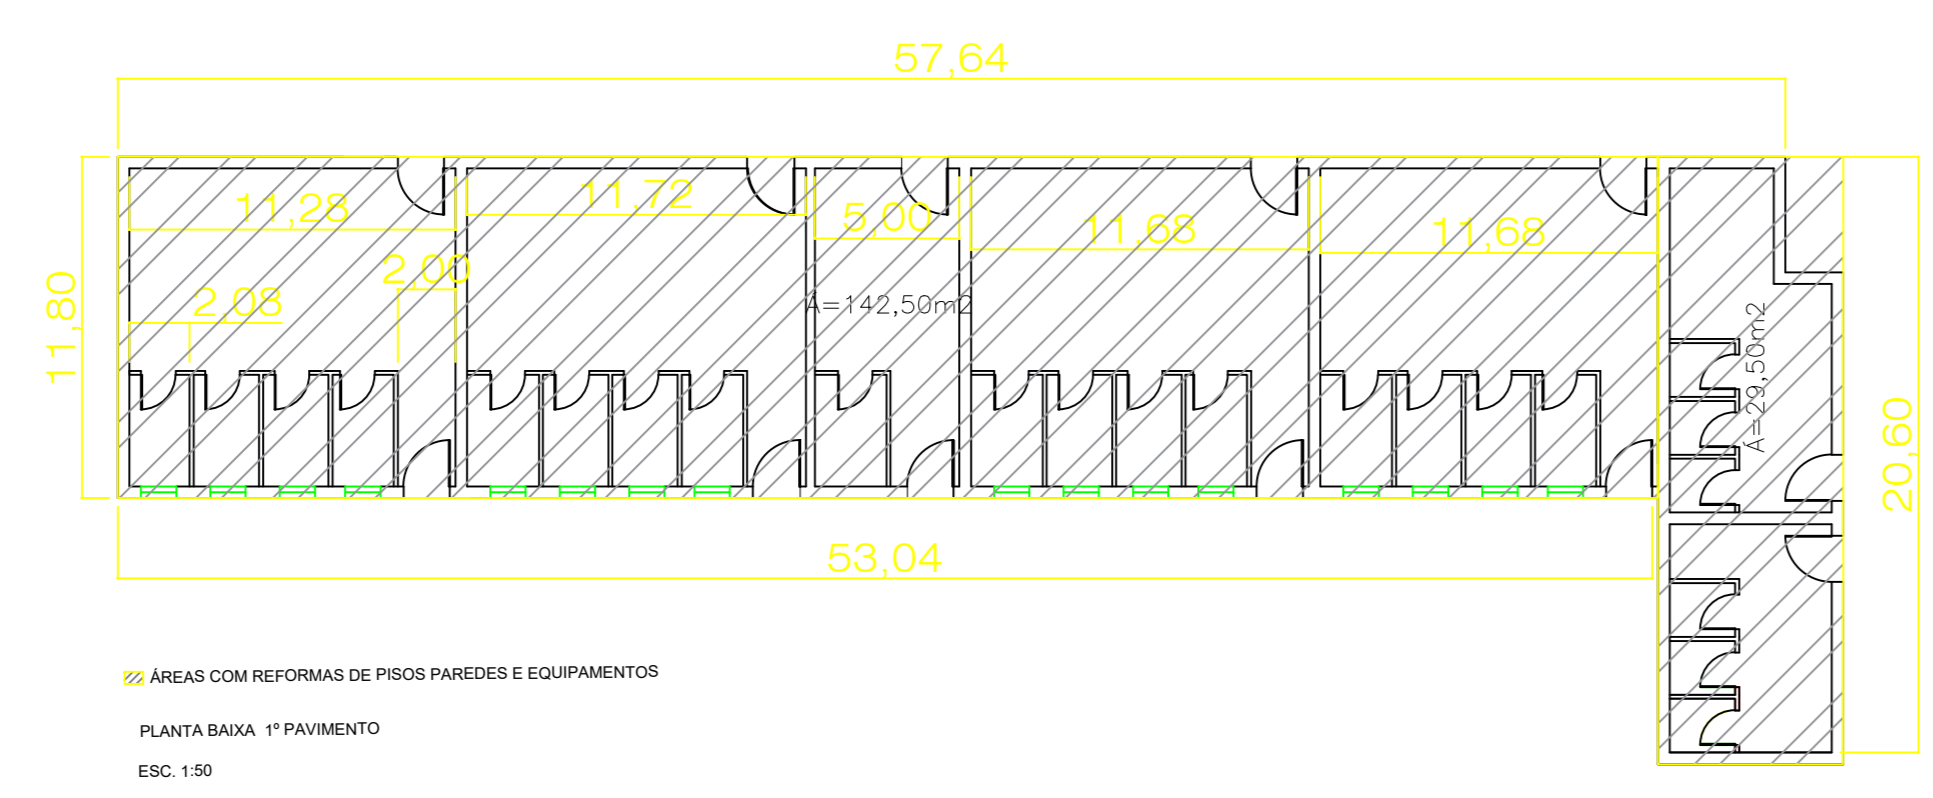 57,64
11,28
11,72
5,00
11,68
11,68
2,00
2,08
11,80
A=142,50m2
A=29,50m2
20,60
53,04
ÁREAS COM REFORMAS DE PISOS PAREDES E EQUIPAMENTOS
PLANTA BAIXA 1º PAVIMENTO
ESC. 1:50